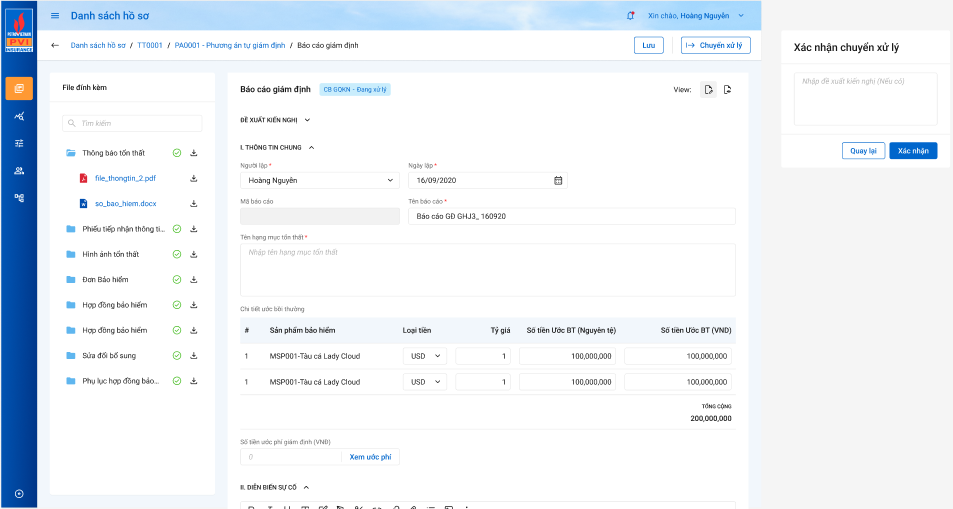 PETROVIETNAM
PVI
INSURANCE
Danh sách hồ sơ
Xin chào, Hoàng Nguyên
Danh sách hồ sơ / TT0001 / PA0001 - Phương án tự giám định / Báo cáo giám định
Lưu
Chuyển xử lý
File đính kèm
Tìm kiếm
Thông báo tổn thất
file_thongtin_2.pdf
so_bao_hiem.docx
Phiếu tiếp nhận thông ti...
Hình ảnh tổn thất
Đơn Bảo hiểm
Hợp đồng bảo hiểm
Hợp đồng bảo hiểm
Sửa đổi bổ sung
Phụ lục hợp đồng bảo...
Báo cáo giám định
CB GQKN - Đang xử lý
View:
ĐỀ XUẤT KIẾN NGHỊ
I. THÔNG TIN CHUNG
Người lập *
Ngày lập *
Hoàng Nguyên
16/09/2020
Mã báo cáo
Tên báo cáo *
Báo cáo GĐ GHJ3_ 160920
Tên hạng mục tổn thất *
Nhập tên hạng mục tổn thất
Chi tiết ước bồi thường
# Sản phẩm bảo hiểm Loại tiền Tỷ giá Số tiền Ước BT (Nguyên tệ) Số tiền Ước BT (VND)
1 MSP001-Tàu cá Lady Cloud USD 1 100,000,000 100,000,000
1 MSP001-Tàu cá Lady Cloud USD 1 100,000,000 100,000,000
TỔNG CỘNG
200,000,000
Số tiền ước phí giám định (VNĐ)
0
Xem ước phí
II. DIỄN BIẾN SỰ CỐ
Xác nhận chuyển xử lý
Nhập đề xuất kiến nghị (Nếu có)
Quay lại
Xác nhận